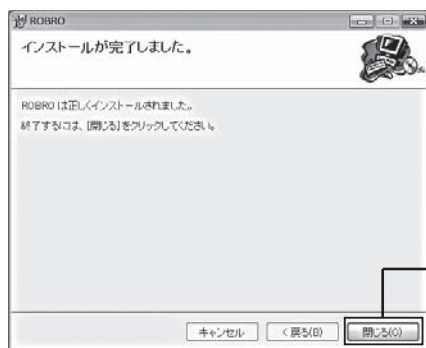 ROBRO
インストールが完了しました。
ROBRO は正しくインストールされました。
終了するには、[閉じる]をクリックしてください。
キャンセル
< 戻る(B)
閉じる(C)